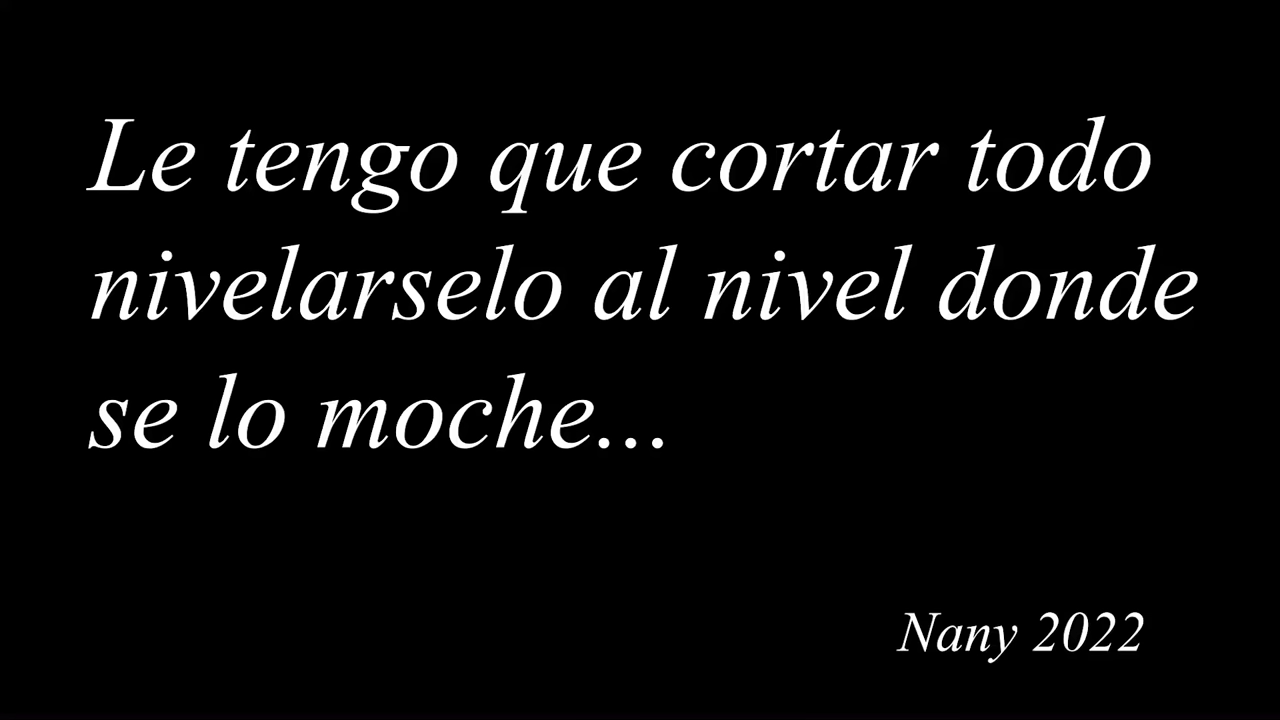 Le tengo que cortar todo
nivelarselo al nivel donde
se lo moche...
Nany 2022